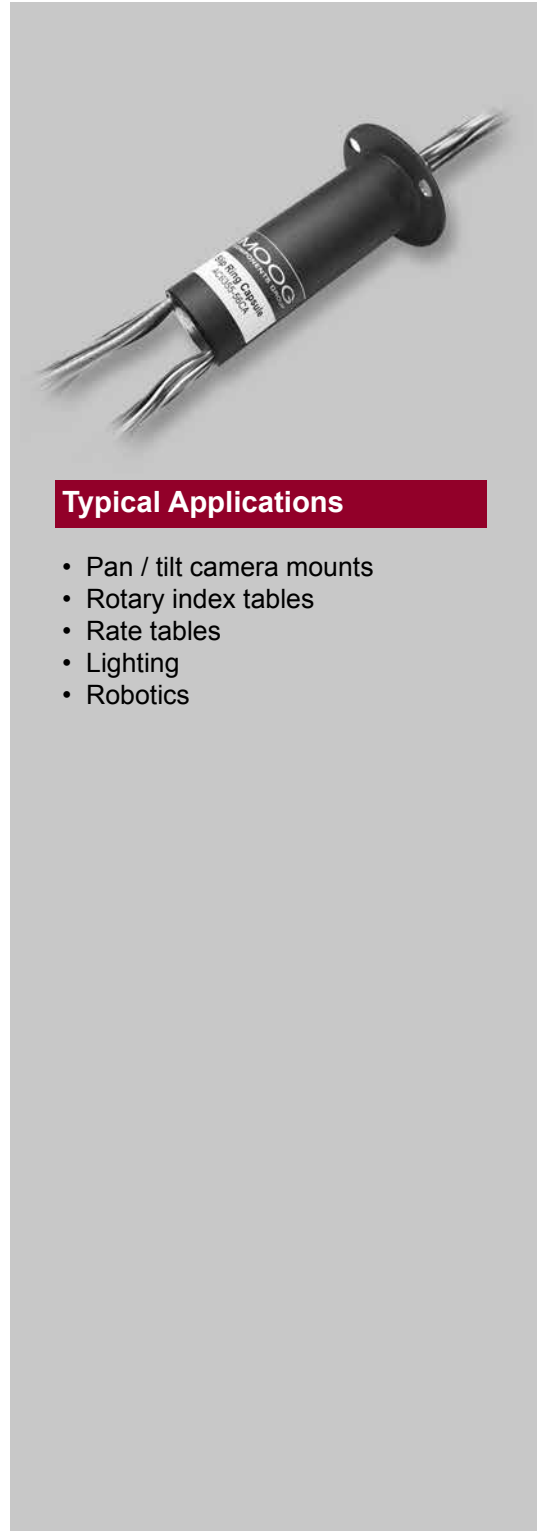 MOOG
COMPONENTS GROUP
Slip Ring Capsule
AC6355-56CA
Typical Applications
• Pan / tilt camera mounts
• Rotary index tables
• Rate tables
• Lighting
• Robotics